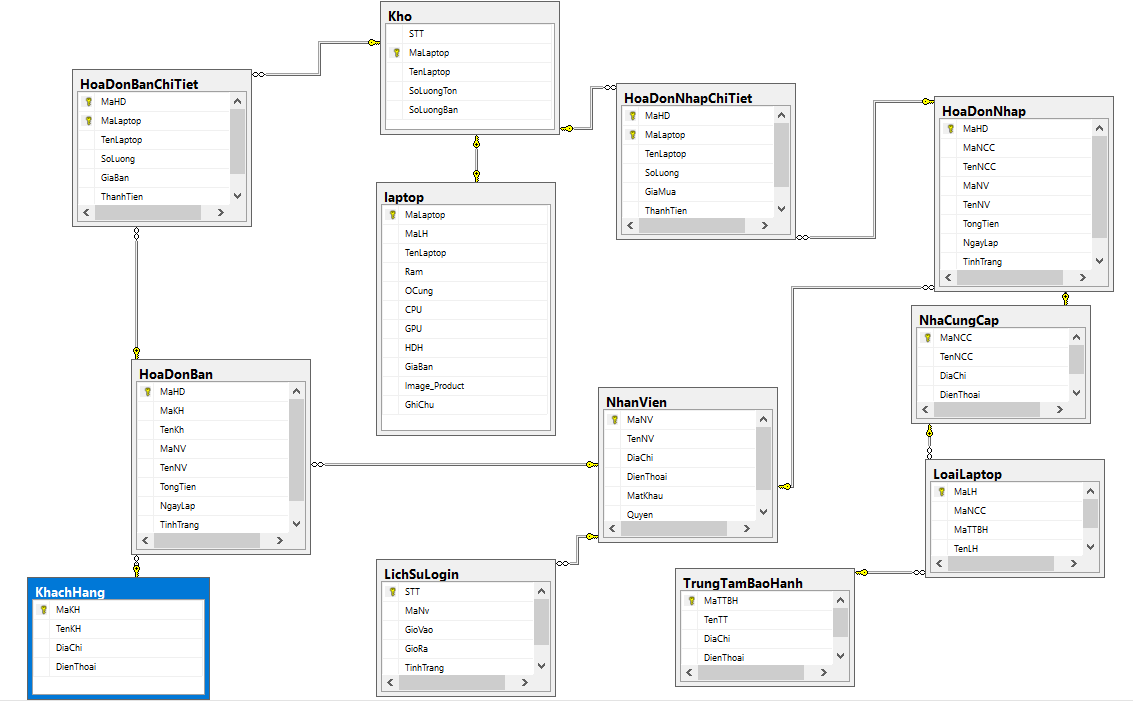 Kho
STT
MaLaptop
TenLaptop
SoLuongTon
SoLuongBan
HoaDonBanChiTiet
MaHD
MaLaptop
TenLaptop
SoLuong
GiaBan
ThanhTien
HoaDonNhapChiTiet
MaHD
MaLaptop
TenLaptop
SoLuong
GiaMua
ThanhTien
HoaDonNhap
MaHD
MaNCC
TenNCC
MaNV
TenNV
TongTien
NgayLap
TinhTrang
laptop
MaLaptop
MaLH
TenLaptop
Ram
OCung
CPU
GPU
HDH
GiaBan
Image_Product
GhiChu
NhaCungCap
MaNCC
TenNCC
DiaChi
DienThoai
HoaDonBan
MaHD
MaKH
TenKh
MaNV
TenNV
TongTien
NgayLap
TinhTrang
NhanVien
MaNV
TenNV
DiaChi
DienThoai
MatKhau
Quyen
LoaiLaptop
MaLH
MaNCC
MaTTBH
TenLH
KhachHang
MaKH
TenKH
DiaChi
DienThoai
LichSuLogin
STT
MaNv
GioVao
GioRa
TinhTrang
TrungTamBaoHanh
MaTTBH
TenTT
DiaChi
DienThoai